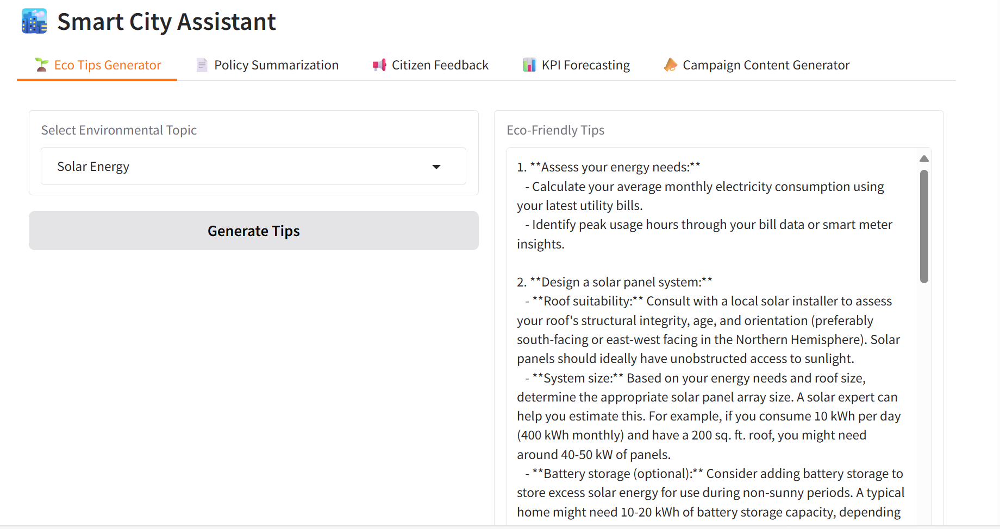 Smart City Assistant
Eco Tips Generator
Policy Summarization
Citizen Feedback
KPI Forecasting
Campaign Content Generator
Select Environmental Topic
Solar Energy
Generate Tips
Eco-Friendly Tips
1. **Assess your energy needs:**
- Calculate your average monthly electricity consumption using
your latest utility bills.
- Identify peak usage hours through your bill data or smart meter
insights.
2. **Design a solar panel system:**
- **Roof suitability:** Consult with a local solar installer to assess
your roof's structural integrity, age, and orientation (preferably
south-facing or east-west facing in the Northern Hemisphere). Solar
panels should ideally have unobstructed access to sunlight.
- **System size:** Based on your energy needs and roof size,
determine the appropriate solar panel array size. A solar expert can
help you estimate this. For example, if you consume 10 kWh per day
(400 kWh monthly) and have a 200 sq. ft. roof, you might need
around 40-50 kW of panels.
- **Battery storage (optional):** Consider adding battery storage to
store excess solar energy for use during non-sunny periods. A typical
home might need 10-20 kWh of battery storage capacity, depending